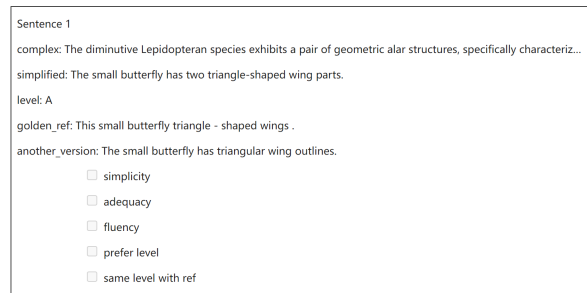 Sentence 1
complex: The diminutive Lepidopteran species exhibits a pair of geometric alar structures, specifically characteriz...
simplified: The small butterfly has two triangle-shaped wing parts.
level: A
golden_ref: This small butterfly triangle - shaped wings .
another_version: The small butterfly has triangular wing outlines.
simplicity
adequacy
fluency
prefer level
same level with ref